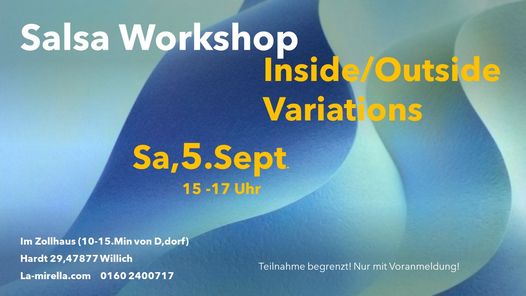 Salsa Workshop
Inside/Outside
Variations
Sa,5.Sept.
15 -17 Uhr
Im Zollhaus (10-15.Min von D,dorf)
Hardt 29,47877 Willich
La-mirella.com 0160 2400717
Teilnahme begrenzt! Nur mit Voranmeldung!